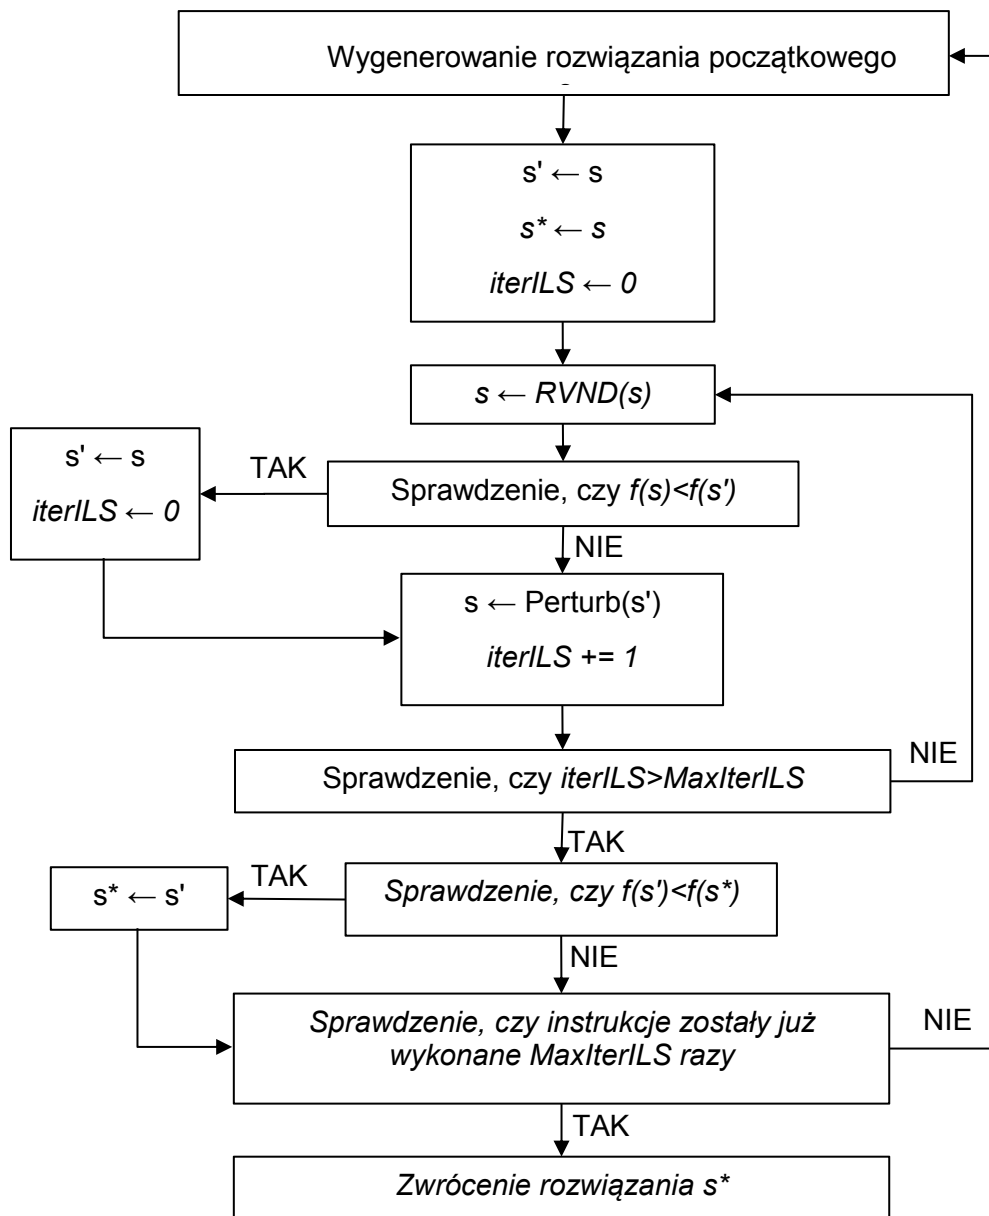 Wygenerowanie rozwiązania początkowego
s' ← s
s* ← s
iterILS ← 0
s ← RVND(s)
s' ← s
iterILS ← 0
TAK
Sprawdzenie, czy f(s)<f(s')
NIE
s ← Perturb(s')
iterILS += 1
Sprawdzenie, czy iterILS>MaxIterILS
NIE
TAK
s* ← s'
TAK
Sprawdzenie, czy f(s')<f(s*)
NIE
Sprawdzenie, czy instrukcje zostały już
wykonane MaxIterILS razy
NIE
TAK
Zwrócenie rozwiązania s*